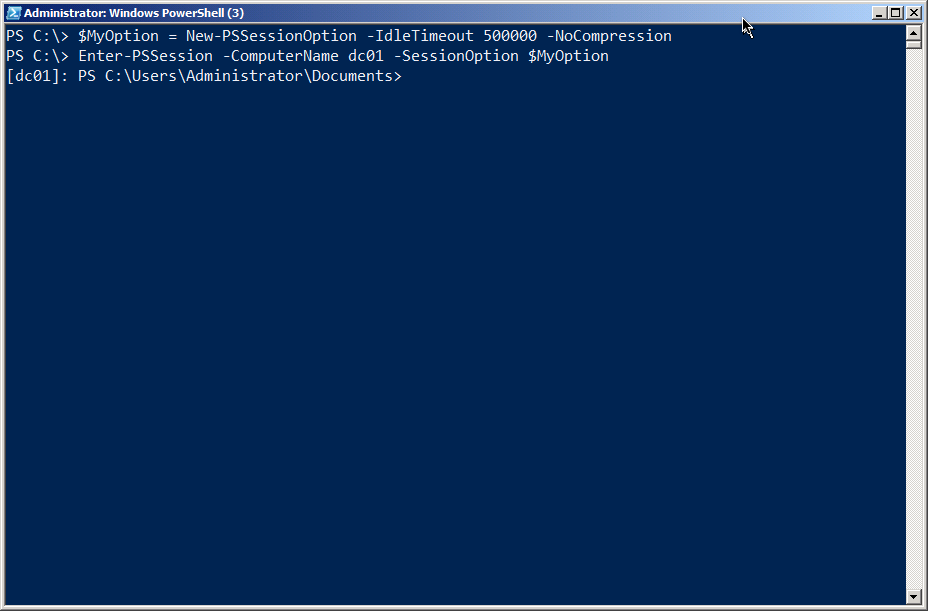 Administrator: Windows PowerShell (3)
PS C:\> $MyOption = New-PSSessionOption -IdleTimeout 500000 -NoCompression
PS C:\> Enter-PSSession -ComputerName dc01 -SessionOption $MyOption
[dc01]: PS C:\Users\Administrator\Documents>